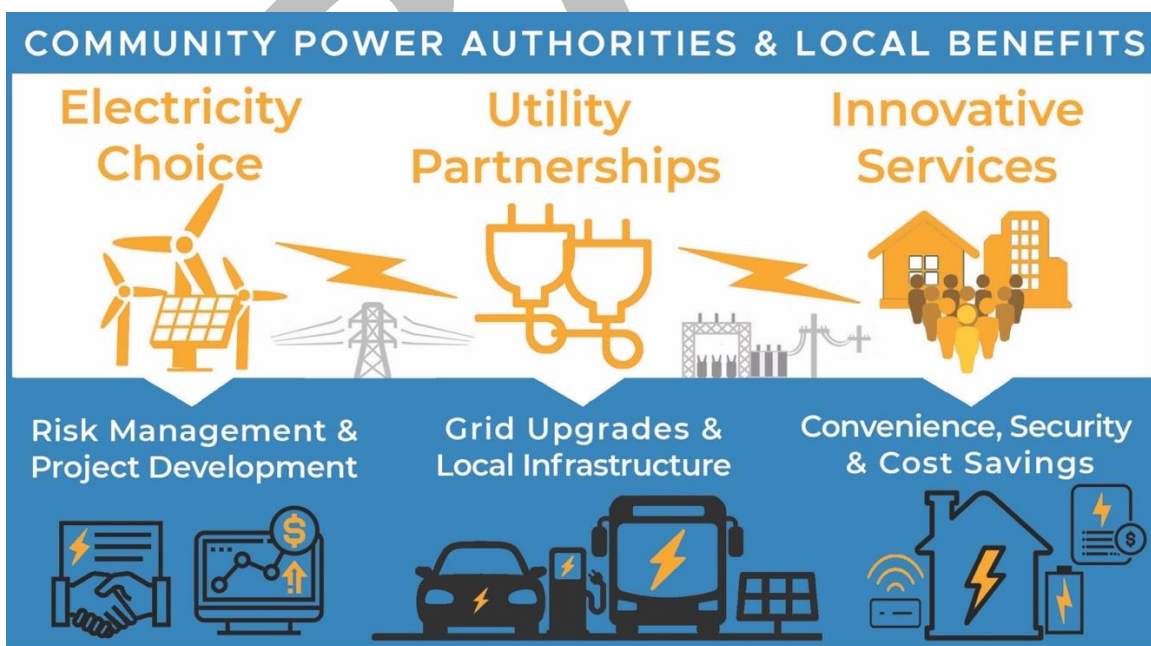 COMMUNITY POWER AUTHORITIES & LOCAL BENEFITS
Electricity
Choice
Utility
Partnerships
Innovative
Services
Risk Management &
Project Development
Grid Upgrades &
Local Infrastructure
Convenience, Security
& Cost Savings
$
$